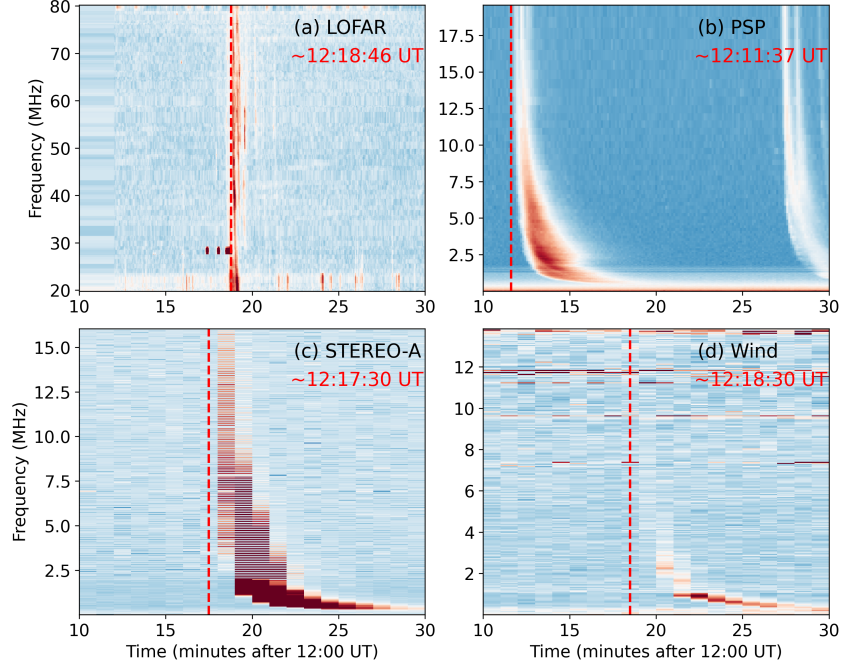 80
70
60
50
40
30
20
Frequency (MHz)
(a) LOFAR
~12:18:46 UT
10 15 20 25 30
17.5
15.0
12.5
10.0
7.5
5.0
2.5
(b) PSP
~12:11:37 UT
10 15 20 25 30
15.0
12.5
10.0
7.5
5.0
2.5
Frequency (MHz)
(c) STEREO-A
~12:17:30 UT
10 15 20 25 30
Time (minutes after 12:00 UT)
12
10
8
6
4
2
(d) Wind
~12:18:30 UT
10 15 20 25 30
Time (minutes after 12:00 UT)